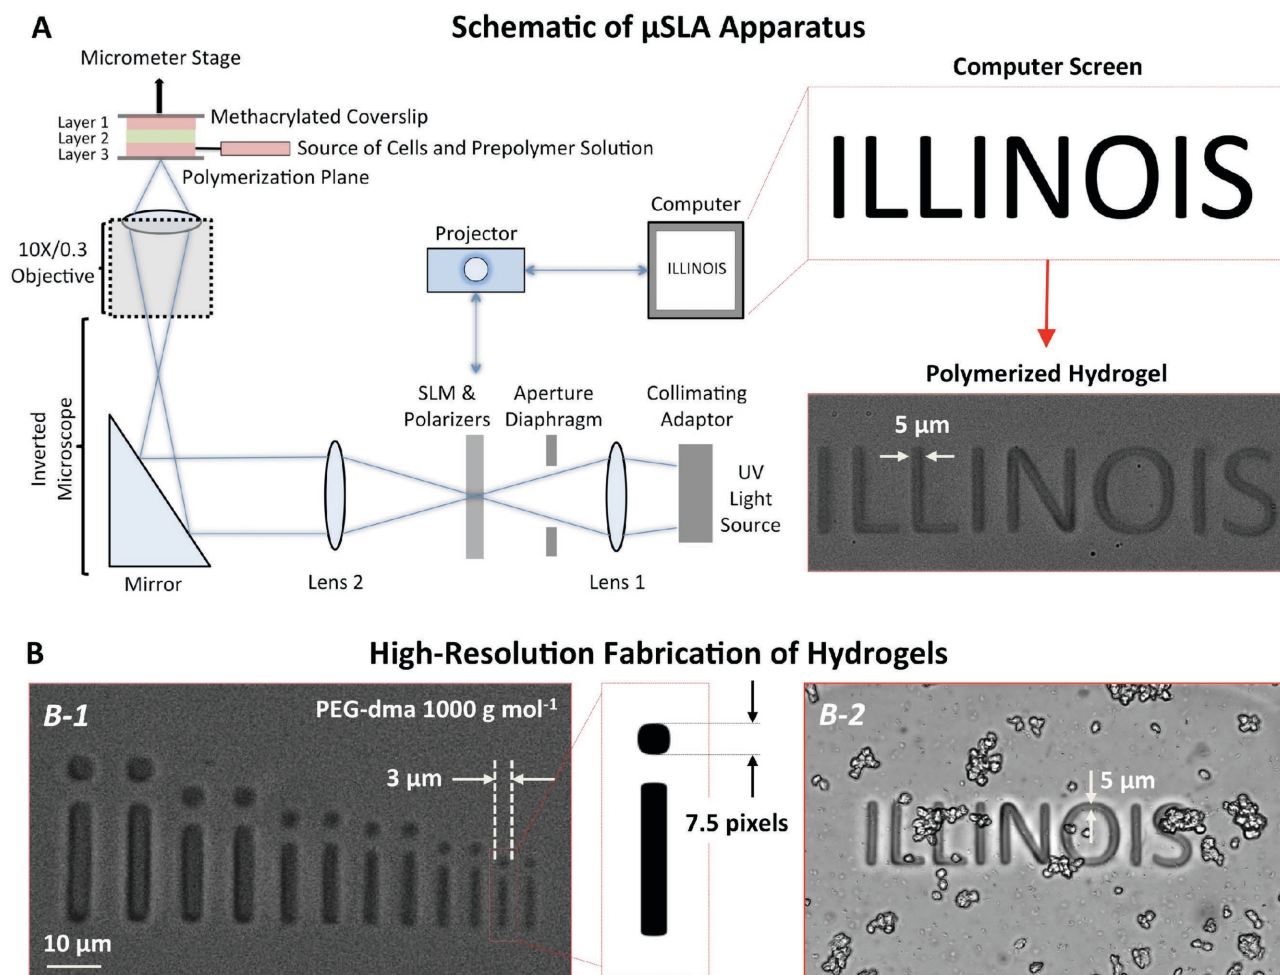 A
Schematic of µSLA Apparatus
Micrometer Stage
Layer 1
Layer 2
Layer 3
Methacrylated Coverslip
Source of Cells and Prepolymer Solution
Polymerization Plane
10X/0.3
Objective
Inverted
Microscope
Mirror
Lens 2
Projector
SLM &
Polarizers
Aperture
Diaphragm
Lens 1
Computer
ILLINOIS
Collimating
Adaptor
UV
Light
Source
Computer Screen
ILLINOIS
Polymerized Hydrogel
5 µm
ILLINOIS
B
High-Resolution Fabrication of Hydrogels
B-1
PEG-dma 1000 g mol-1
3 µm
10 µm
iiiiiiiiii
i
7.5 pixels
B-2
5 µm
ILLINOIS